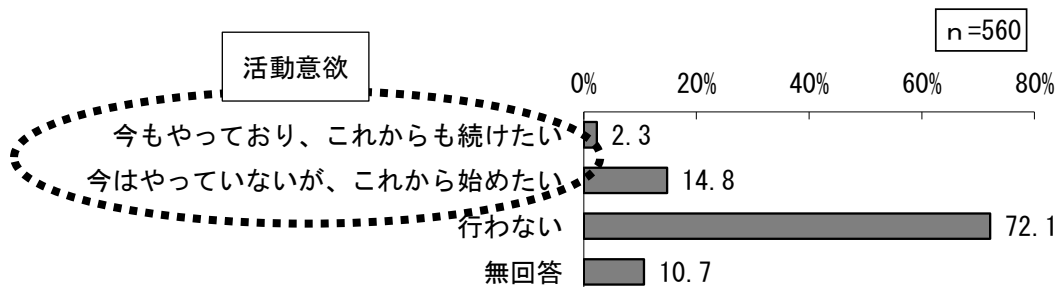 n=560
活動意欲
0% 20% 40% 60% 80%
今もやっており、これからも続けたい 2.3
今はやっていないが、これから始めたい 14.8
行わない 72.1
無回答 10.7